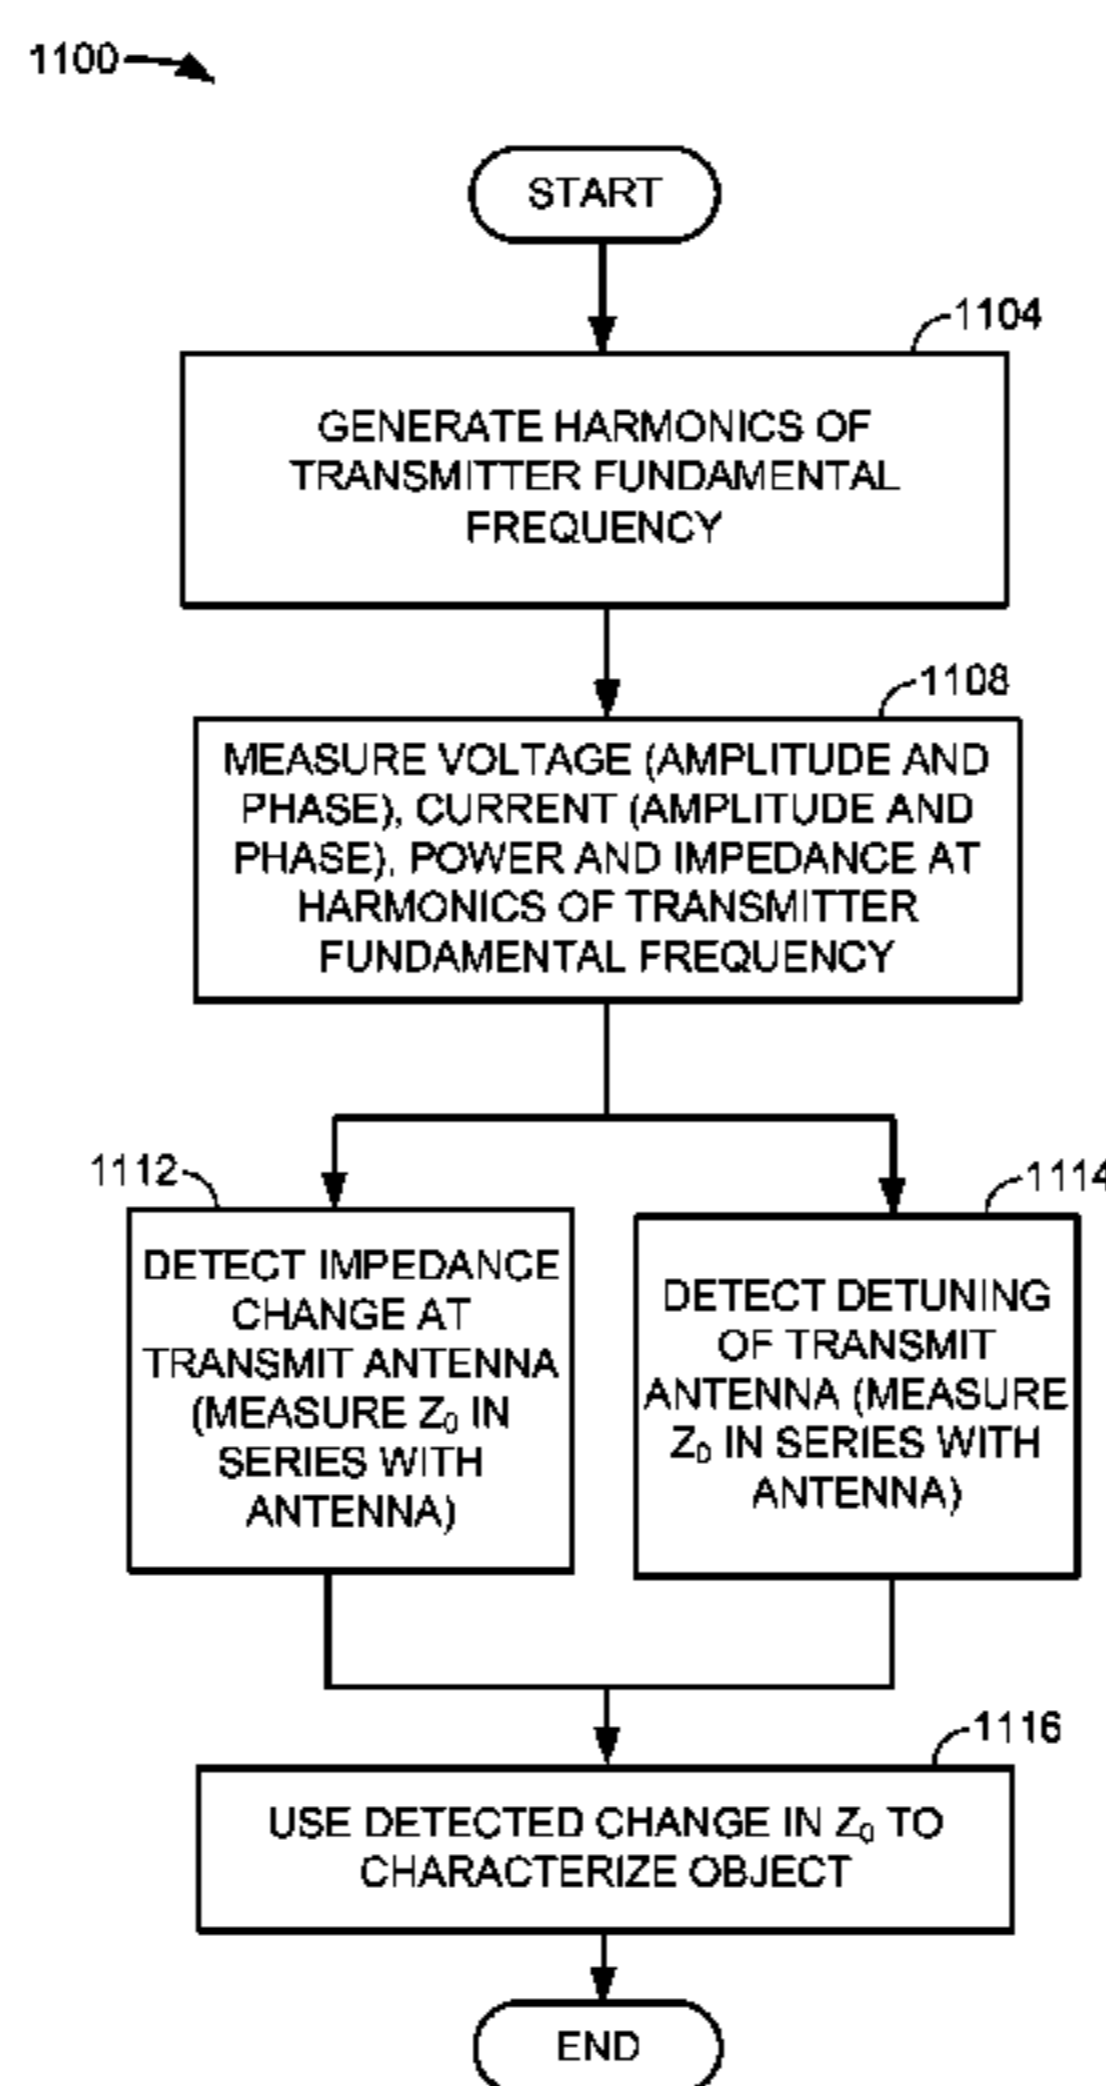 1100
START
1104
GENERATE HARMONICS OF
TRANSMITTER FUNDAMENTAL
FREQUENCY
1108
MEASURE VOLTAGE (AMPLITUDE AND
PHASE), CURRENT (AMPLITUDE AND
PHASE), POWER AND IMPEDANCE AT
HARMONICS OF TRANSMITTER
FUNDAMENTAL FREQUENCY
1112
DETECT IMPEDANCE
CHANGE AT
TRANSMIT ANTENNA
(MEASURE Z₀ IN
SERIES WITH
ANTENNA)
1114
DETECT DETUNING
OF TRANSMIT
ANTENNA (MEASURE
Z₀ IN SERIES WITH
ANTENNA)
1116
USE DETECTED CHANGE IN Z₀ TO
CHARACTERIZE OBJECT
END